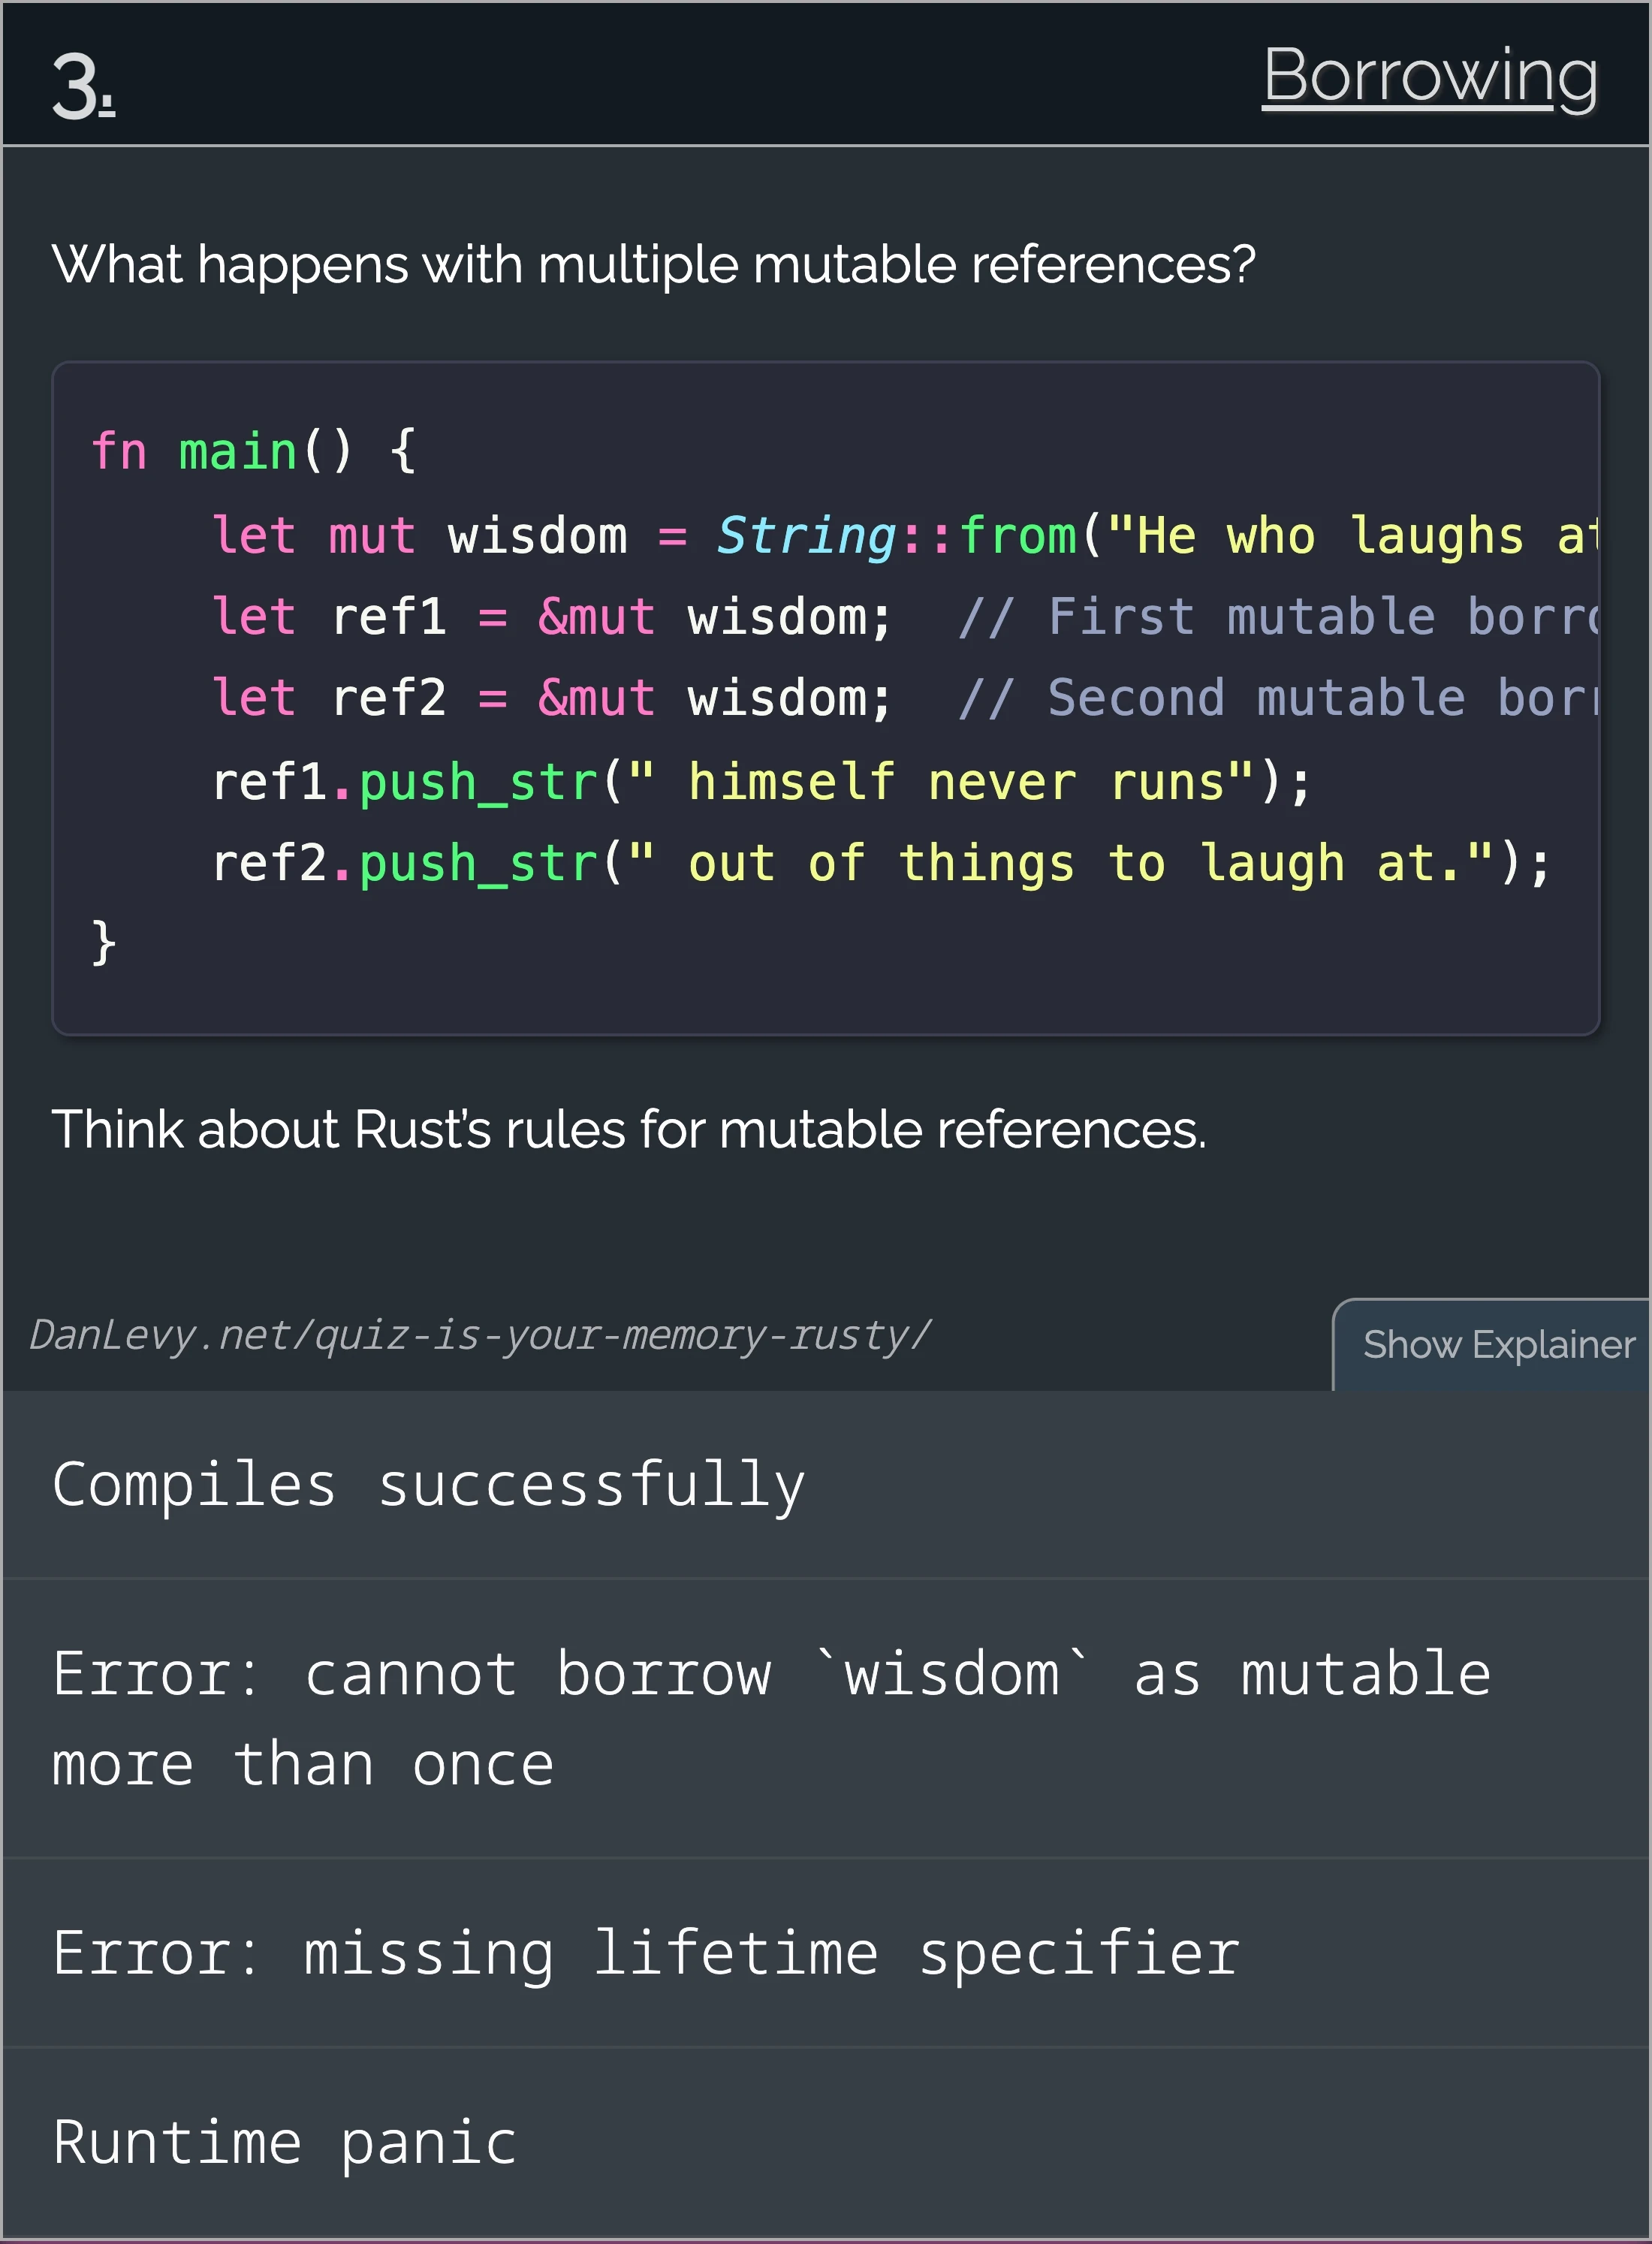 3.
Borrowing
What happens with multiple mutable references?
fn main() {
    let mut wisdom = String::from("He who laughs at
    let ref1 = &mut wisdom;  // First mutable borro
    let ref2 = &mut wisdom;  // Second mutable borr
    ref1.push_str(" himself never runs");
    ref2.push_str(" out of things to laugh at.");
}
Think about Rust’s rules for mutable references.
DanLevy.net/quiz-is-your-memory-rusty/
Show Explainer
Compiles successfully
Error: cannot borrow `wisdom` as mutable
more than once
Error: missing lifetime specifier
Runtime panic